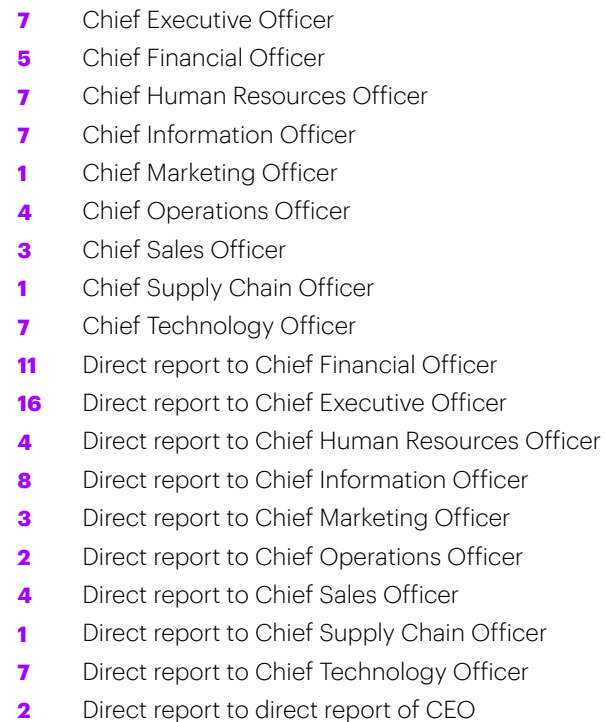 7 Chief Executive Officer
5 Chief Financial Officer
7 Chief Human Resources Officer
7 Chief Information Officer
1 Chief Marketing Officer
4 Chief Operations Officer
3 Chief Sales Officer
1 Chief Supply Chain Officer
7 Chief Technology Officer
11 Direct report to Chief Financial Officer
16 Direct report to Chief Executive Officer
4 Direct report to Chief Human Resources Officer
8 Direct report to Chief Information Officer
3 Direct report to Chief Marketing Officer
2 Direct report to Chief Operations Officer
4 Direct report to Chief Sales Officer
1 Direct report to Chief Supply Chain Officer
7 Direct report to Chief Technology Officer
2 Direct report to direct report of CEO